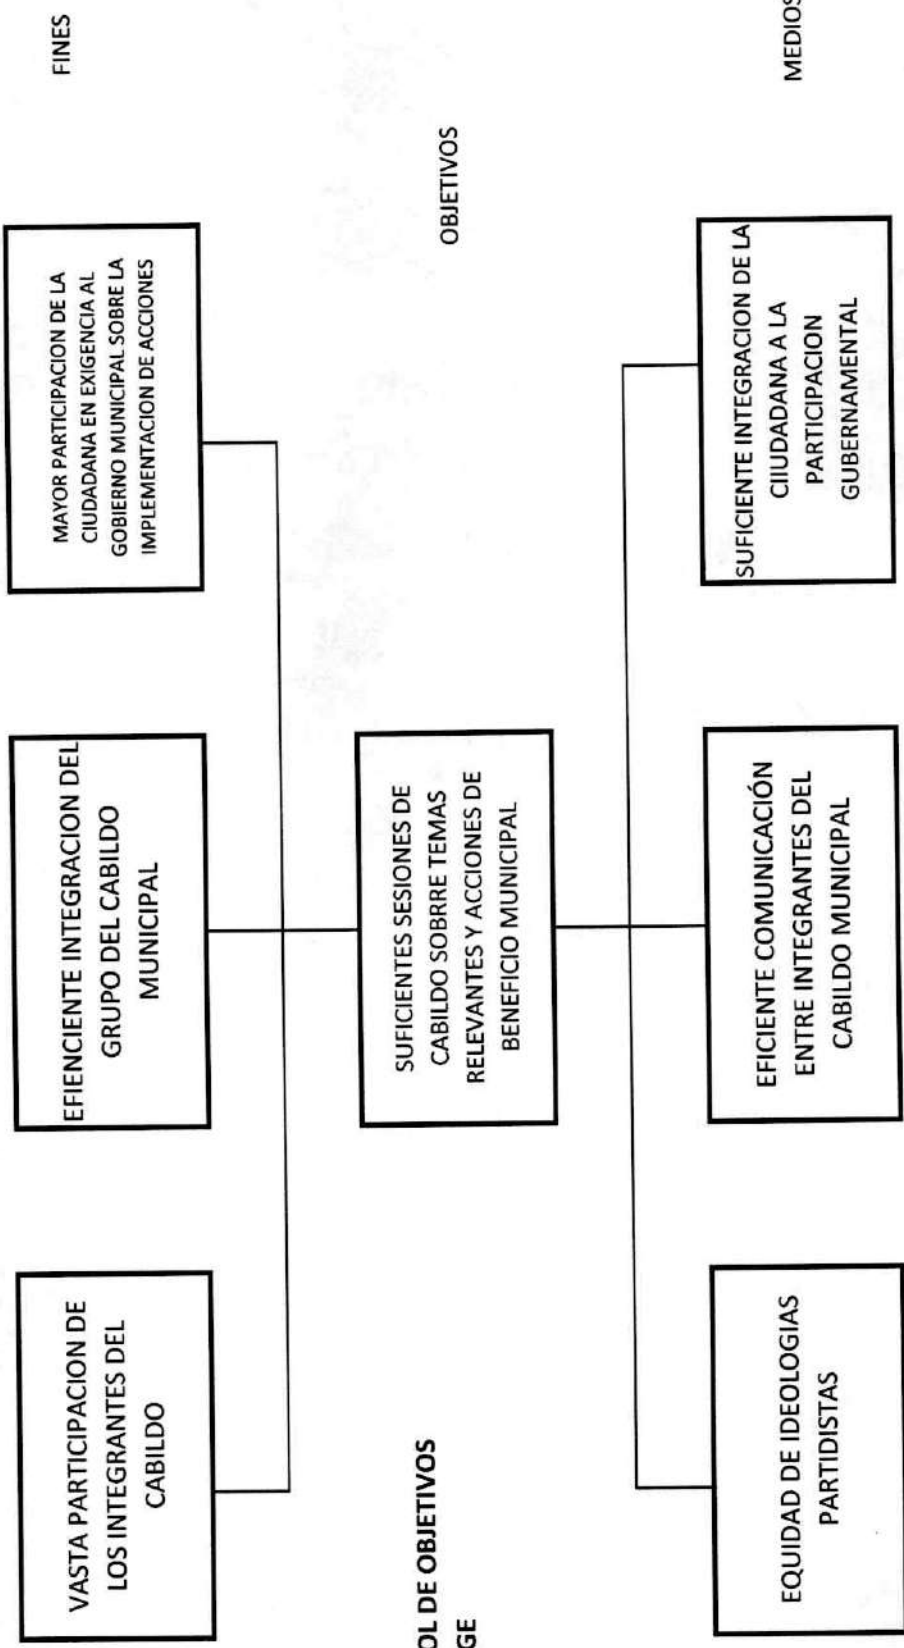 FINES
VASTA PARTICIPACION DE
LOS INTEGRANTES DEL
CABILDO
EFIENCIENTE INTEGRACION DEL
GRUPO DEL CABILDO
MUNICIPAL
MAYOR PARTICIPACION DE LA
CIUDADANA EN EXIGENCIA AL
GOBIERNO MUNICIPAL SOBRE LA
IMPLEMENTACION DE ACCIONES
OL DE OBJETIVOS
GE
SUFICIENTES SESIONES DE
CABILDO SOBRRE TEMAS
RELEVANTES Y ACCIONES DE
BENEFICIO MUNICIPAL
OBJETIVOS
EQUIDAD DE IDEOLOGIAS
PARTIDISTAS
EFICIENTE COMUNICACIÓN
ENTRE INTEGRANTES DEL
CABILDO MUNICIPAL
SUFICIENTE INTEGRACION DE LA
CIIUDADANA A LA
PARTICIPACION
GUBERNAMENTAL
MEDIOS